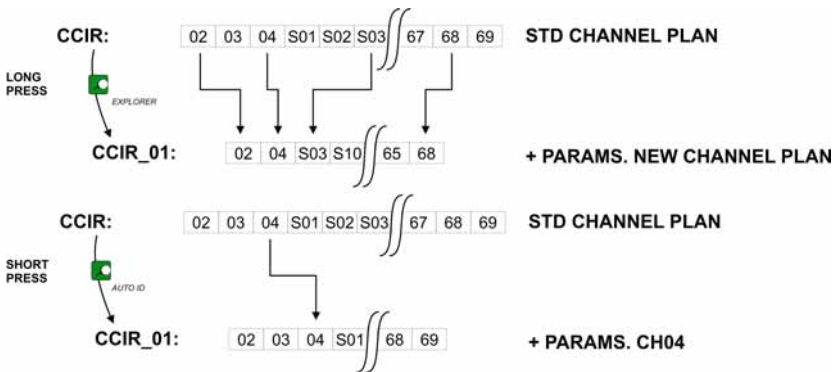 CCIR: 02 03 04 S01 S02 S03 67 68 69 STD CHANNEL PLAN
LONG
PRESS
EXPLORER
CCIR_01: 02 04 S03 S10 65 68 + PARAMS. NEW CHANNEL PLAN
CCIR: 02 03 04 S01 S02 S03 67 68 69 STD CHANNEL PLAN
SHORT
PRESS
AUTO ID
CCIR_01: 02 03 04 S01 68 69 + PARAMS. CH04